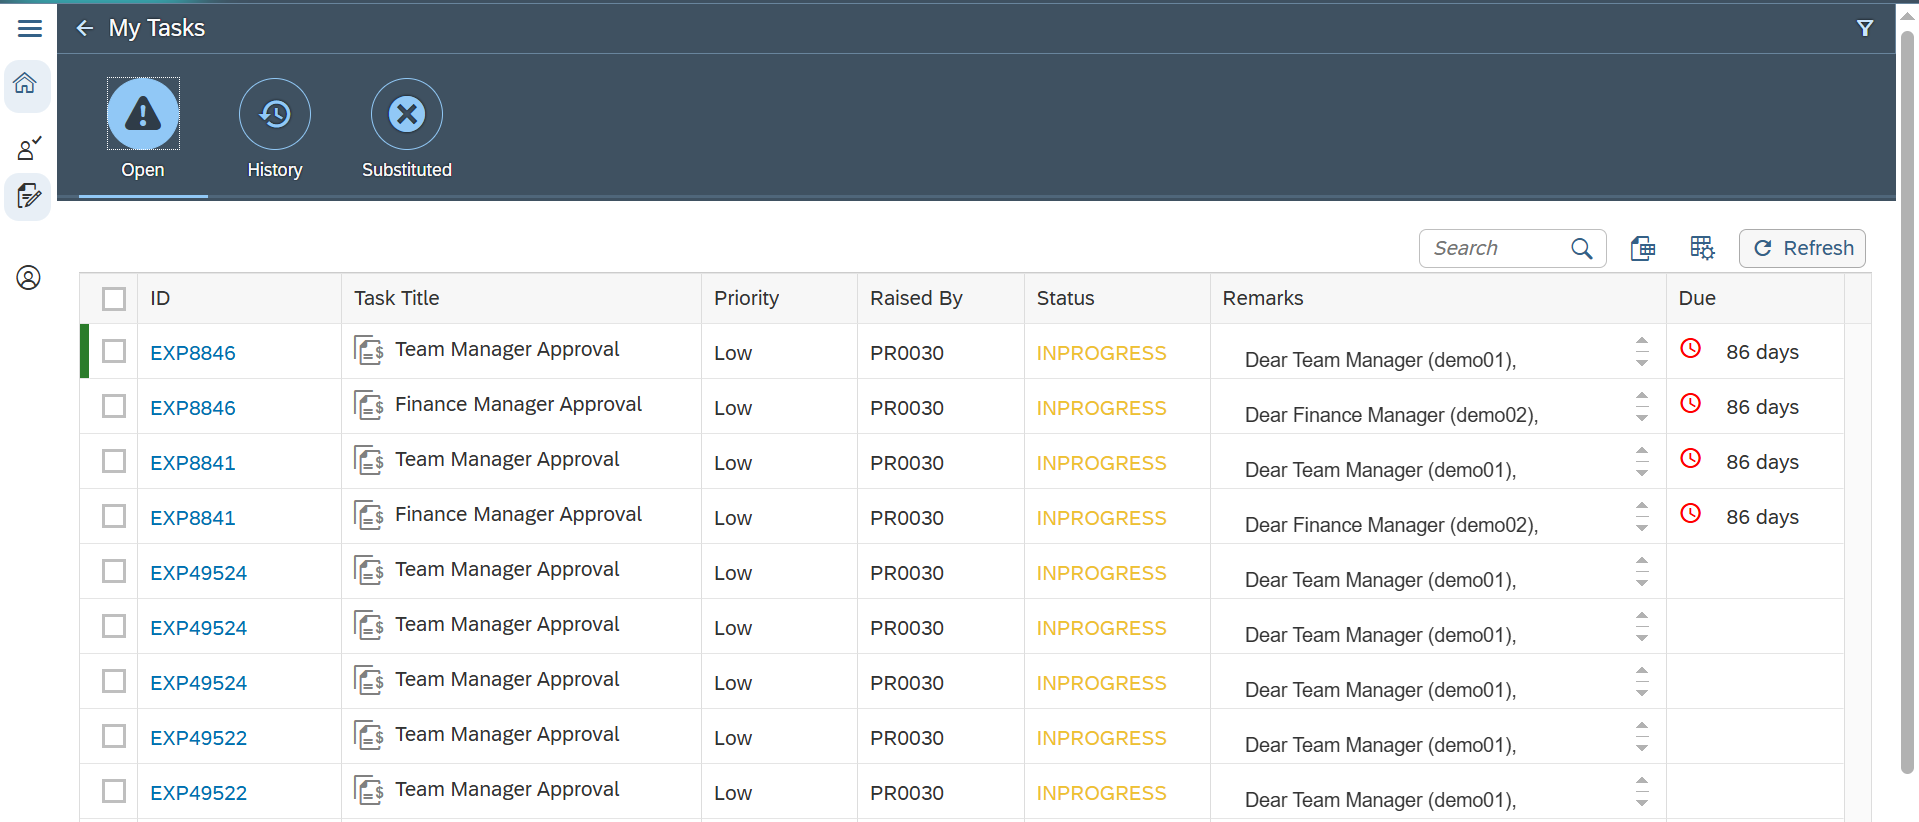 My Tasks
Open History Substituted
Search Refresh
ID Task Title Priority Raised By Status Remarks Due
EXP8846 Team Manager Approval Low PR0030 INPROGRESS Dear Team Manager (demo01), 86 days
EXP8846 Finance Manager Approval Low PR0030 INPROGRESS Dear Finance Manager (demo02), 86 days
EXP8841 Team Manager Approval Low PR0030 INPROGRESS Dear Team Manager (demo01), 86 days
EXP8841 Finance Manager Approval Low PR0030 INPROGRESS Dear Finance Manager (demo02), 86 days
EXP49524 Team Manager Approval Low PR0030 INPROGRESS Dear Team Manager (demo01),
EXP49524 Team Manager Approval Low PR0030 INPROGRESS Dear Team Manager (demo01),
EXP49524 Team Manager Approval Low PR0030 INPROGRESS Dear Team Manager (demo01),
EXP49522 Team Manager Approval Low PR0030 INPROGRESS Dear Team Manager (demo01),
EXP49522 Team Manager Approval Low PR0030 INPROGRESS Dear Team Manager (demo01),